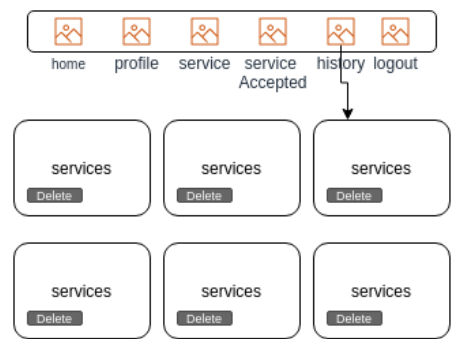 home profile service service Accepted history logout
services services services
Delete Delete Delete
services services services
Delete Delete Delete